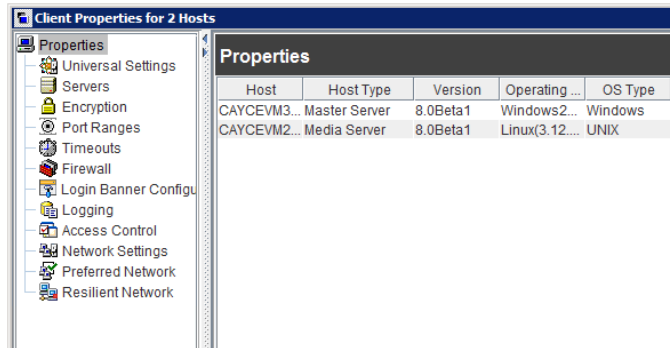 Client Properties for 2 Hosts
Properties
Universal Settings
Servers
Encryption
Port Ranges
Timeouts
Firewall
Login Banner Configu
Logging
Access Control
Network Settings
Preferred Network
Resilient Network
Properties
Host Host Type Version Operating ... OS Type
CAYCEVM3... Master Server 8.0Beta1 Windows2... Windows
CAYCEVM2... Media Server 8.0Beta1 Linux(3.12.... UNIX